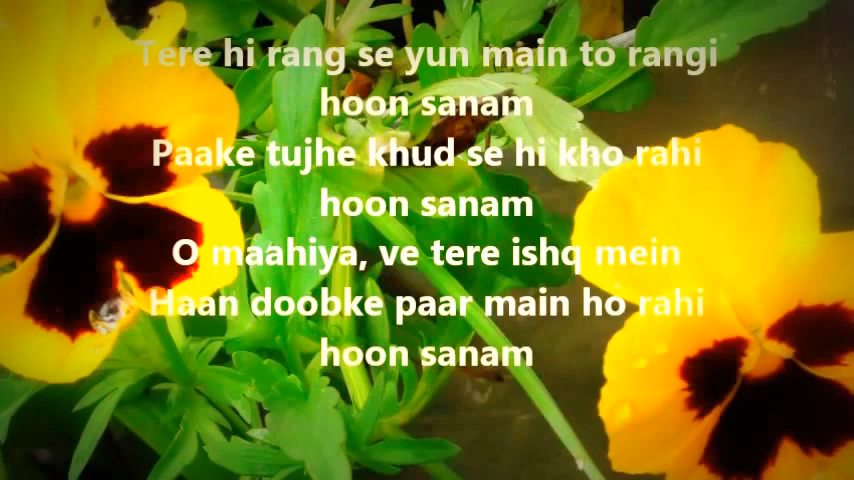 Tere hi rang se yun main to rangi
hoon sanam
Paake tujhe khud se hi kho rahi
hoon sanam
O maahiya, ve tere ishq mein
Haan doobke paar main ho rahi
hoon sanam